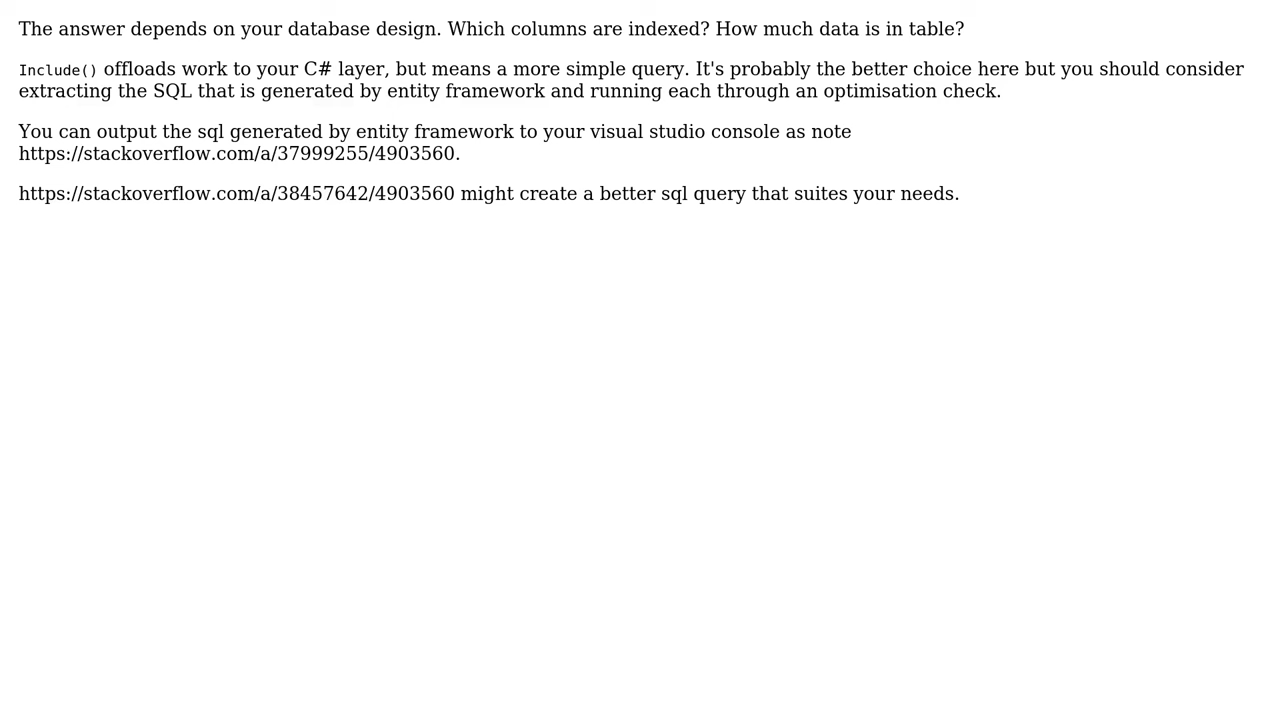 The answer depends on your database design. Which columns are indexed? How much data is in table?
Include() offloads work to your C# layer, but means a more simple query. It's probably the better choice here but you should consider
extracting the SQL that is generated by entity framework and running each through an optimisation check.
You can output the sql generated by entity framework to your visual studio console as note
https://stackoverflow.com/a/37999255/4903560.
https://stackoverflow.com/a/38457642/4903560 might create a better sql query that suites your needs.